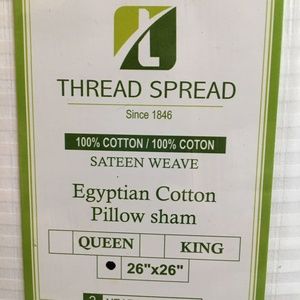 THREAD SPREAD
Since 1846
100% COTTON / 100% COTON
SATEEN WEAVE
Egyptian Cotton
Pillow sham
QUEEN KING
26"x26"